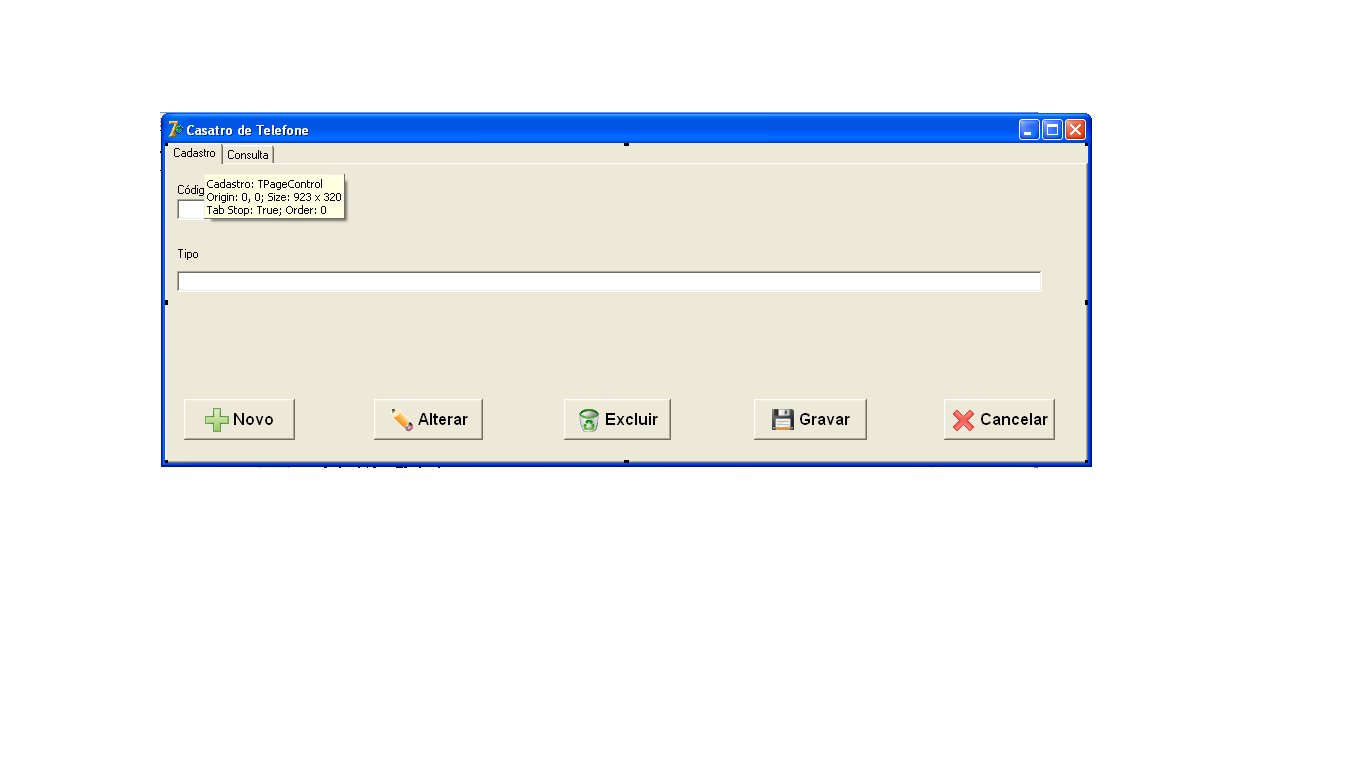 Casatro de Telefone
Cadastro Consulta
Cadastro: TPageControl
Origin: 0, 0; Size: 923 x 320
Tab Stop: True; Order: 0
Códig
Tipo
Novo Alterar Excluir Gravar Cancelar